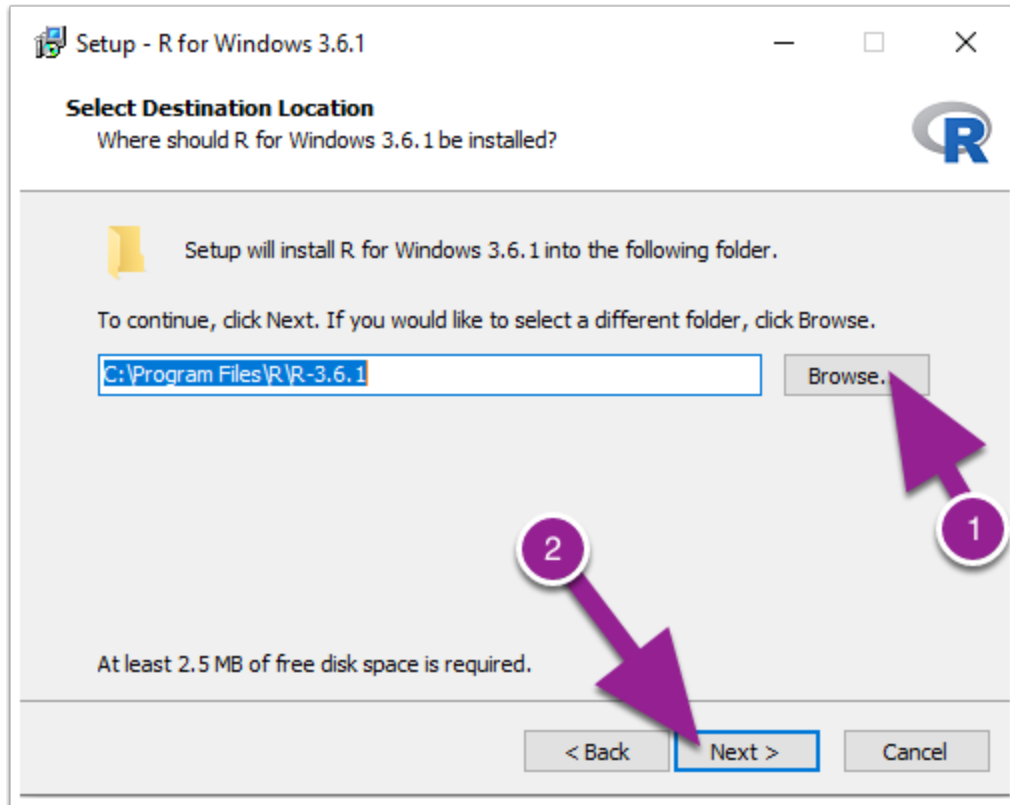 Setup - R for Windows 3.6.1
Select Destination Location
Where should R for Windows 3.6.1 be installed?
R
Setup will install R for Windows 3.6.1 into the following folder.
To continue, click Next. If you would like to select a different folder, click Browse.
C:\Program Files\R\R-3.6.1
Browse..
1
2
At least 2.5 MB of free disk space is required.
< Back Next > Cancel